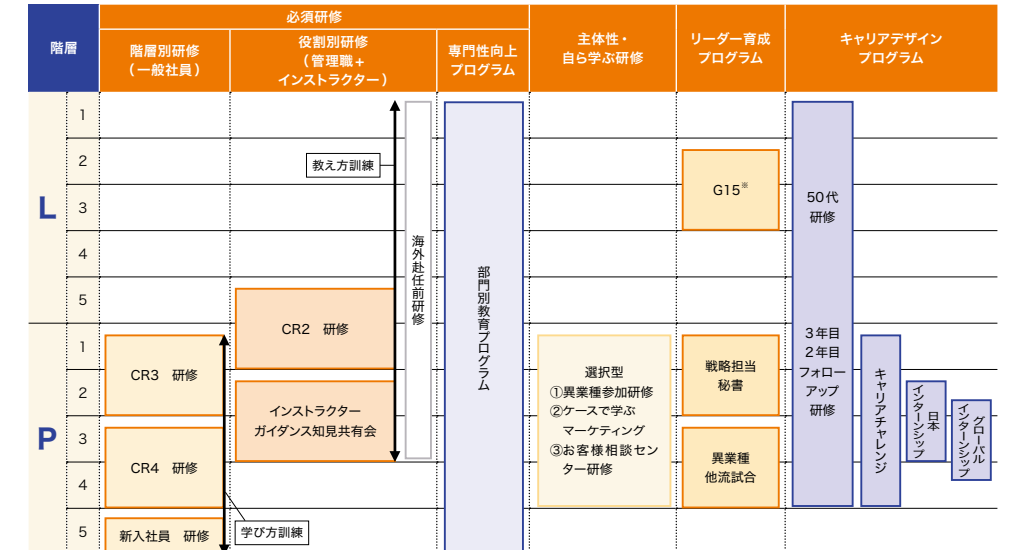 階層
必須研修
階層別研修
（一般社員）
役割別研修
（管理職＋
インストラクター）
専門性向上
プログラム
主体性・
自ら学ぶ研修
リーダー育成
プログラム
キャリアデザイン
プログラム
L
1
2
3
4
5
P
1
2
3
4
5
CR3 研修
CR4 研修
新入社員 研修
学び方訓練
教え方訓練
CR2 研修
インストラクター
ガイダンス知見共有会
海外赴任前研修
部門別教育プログラム
選択型
①異業種参加研修
②ケースで学ぶ
マーケティング
③お客様相談セン
ター研修
G15※
戦略担当
秘書
異業種
他流試合
50代
研修
3年目
2年目
フォロー
アップ
研修
キャリアチャレンジ
日本
インターンシップ
グローバル
インターンシップ